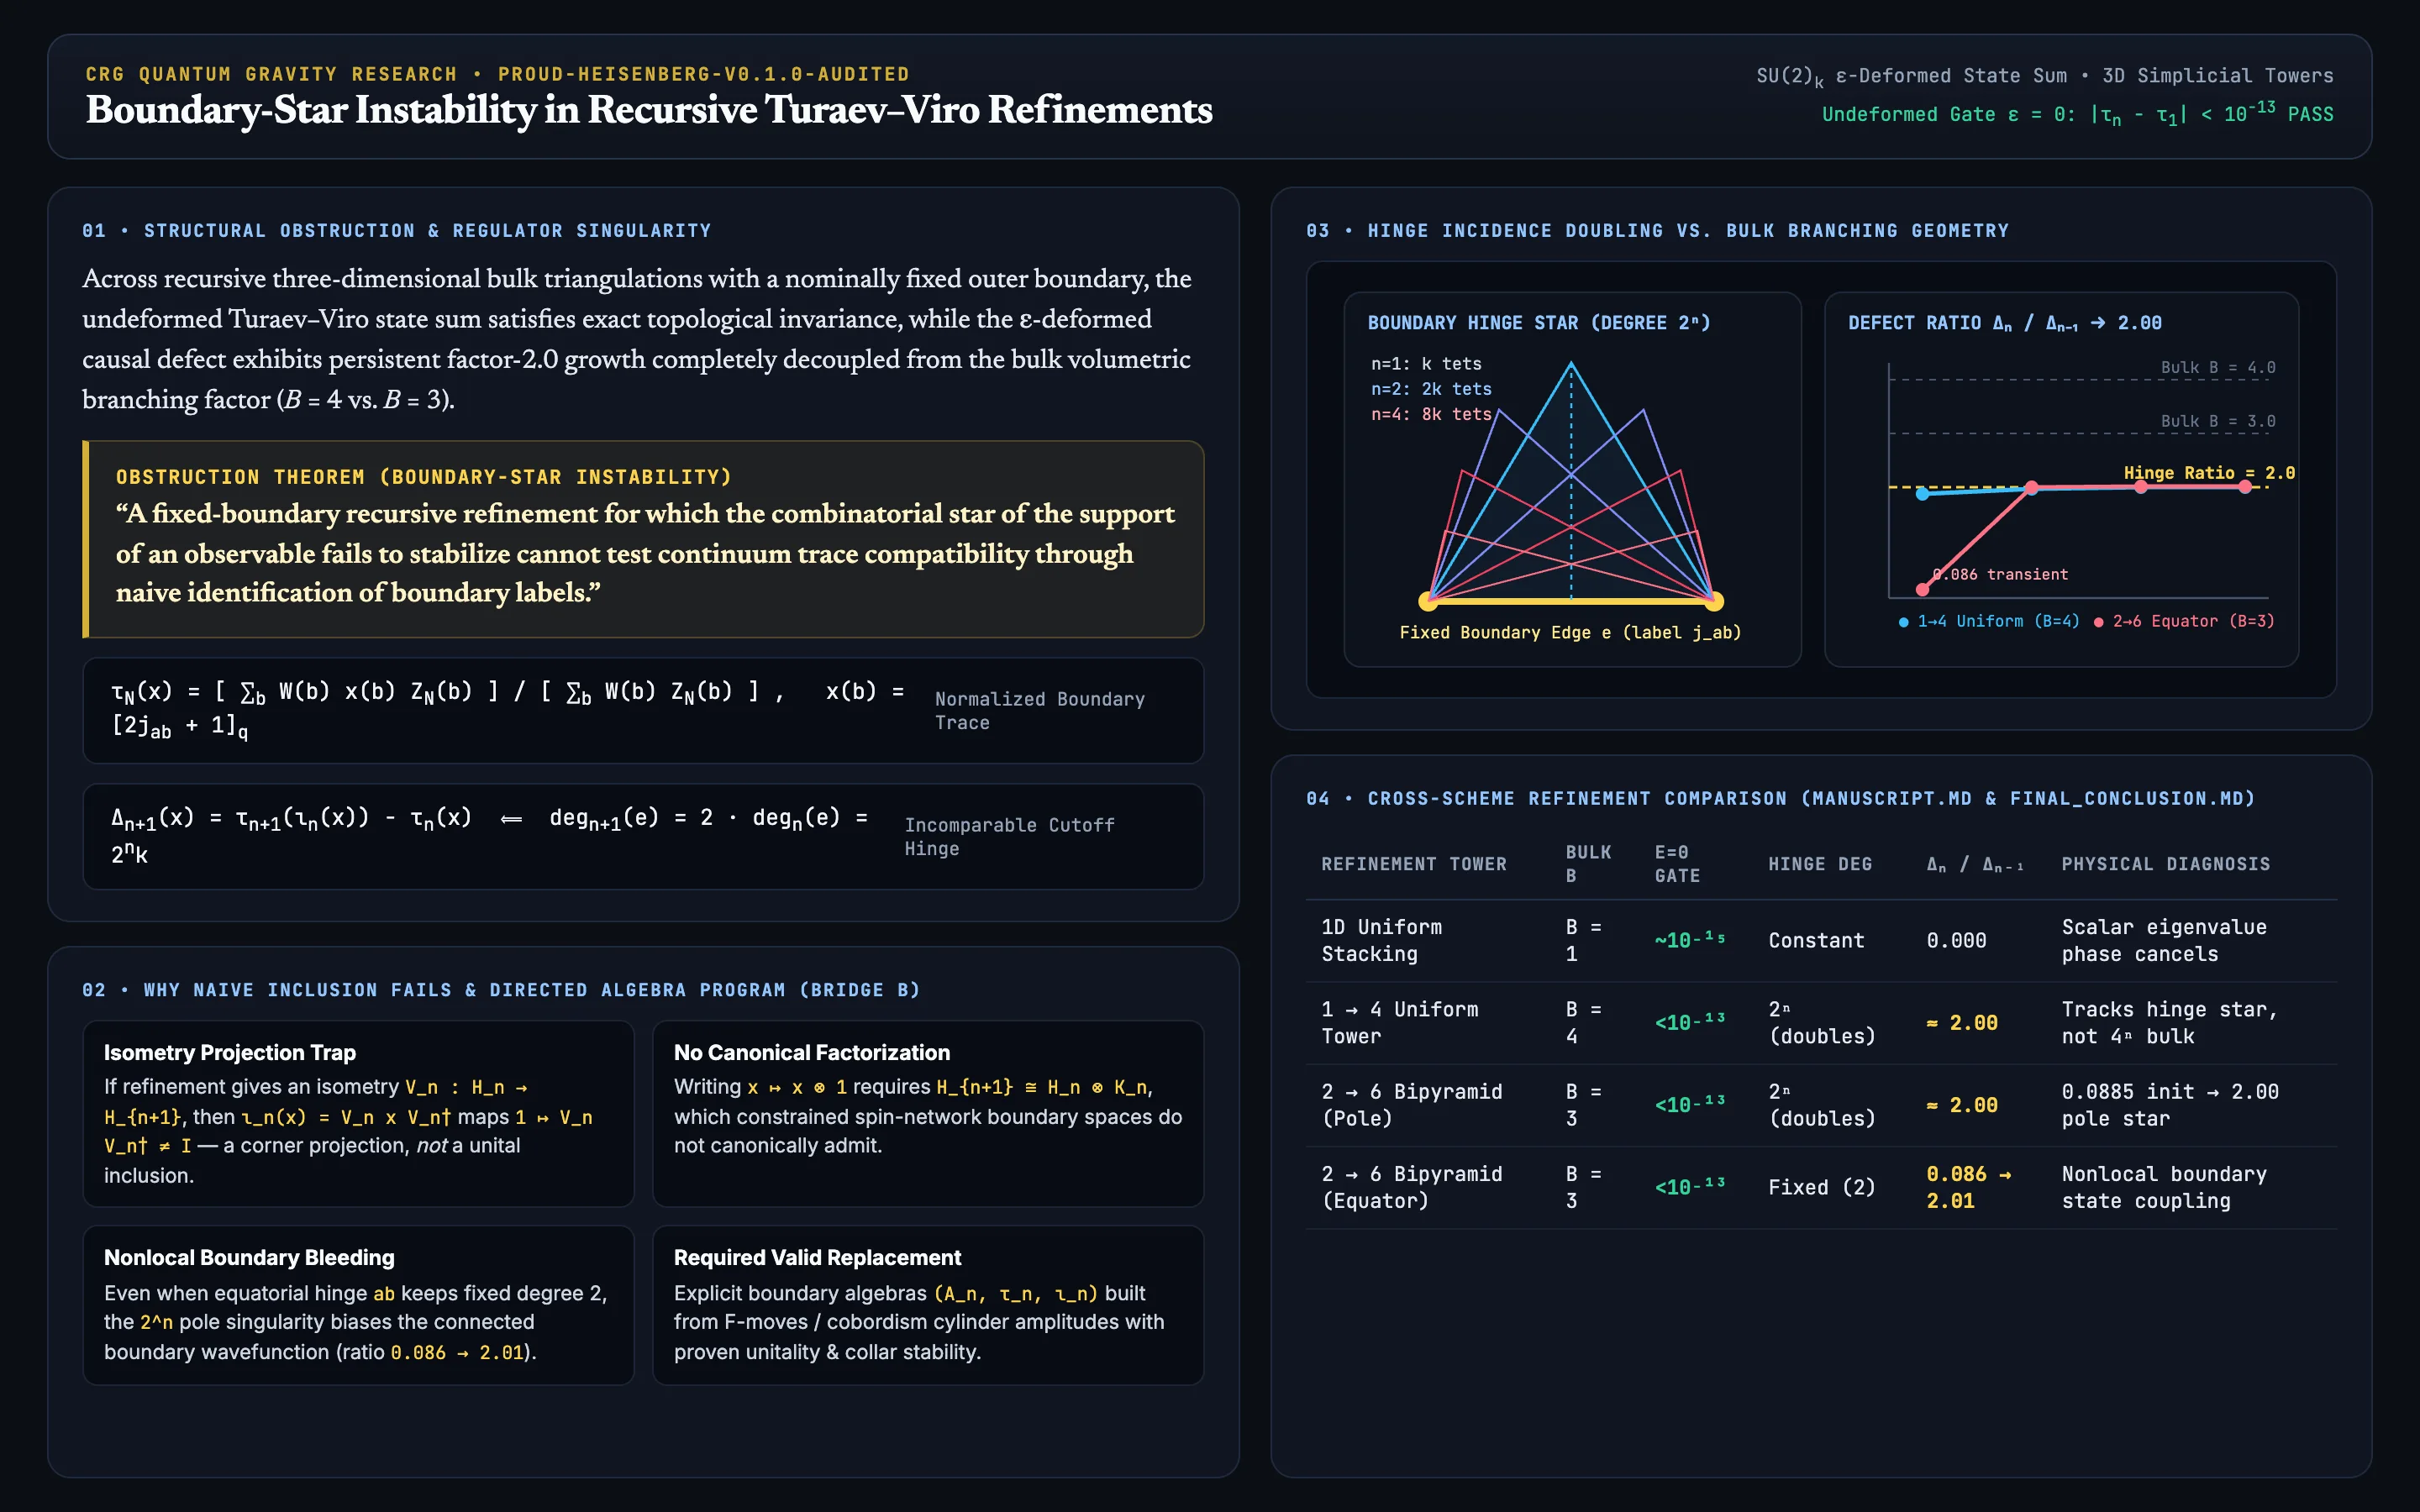 CRG QUANTUM GRAVITY RESEARCH • PROUD-HEISENBERG-V0.1.0-AUDITED
Boundary-Star Instability in Recursive Turaev–Viro Refinements
SU(2)ₖ ε-Deformed State Sum • 3D Simplicial Towers
Undeformed Gate ε = 0: |τₙ - τ₁| < 10⁻¹³ PASS
01 • STRUCTURAL OBSTRUCTION & REGULATOR SINGULARITY
Across recursive three-dimensional bulk triangulations with a nominally fixed outer boundary, the
undeformed Turaev–Viro state sum satisfies exact topological invariance, while the ε-deformed
causal defect exhibits persistent factor-2.0 growth completely decoupled from the bulk volumetric
branching factor (B = 4 vs. B = 3).
OBSTRUCTION THEOREM (BOUNDARY-STAR INSTABILITY)
“A fixed-boundary recursive refinement for which the combinatorial star of the support
of an observable fails to stabilize cannot test continuum trace compatibility through
naive identification of boundary labels.”
τ_N(x) = [ ∑_b W(b) x(b) Z_N(b) ] / [ ∑_b W(b) Z_N(b) ] ,   x(b) =
[2j_ab + 1]_q
Normalized Boundary
Trace
Δₙ₊₁(x) = τₙ₊₁(ιₙ(x)) - τₙ(x)  ⟸  degₙ₊₁(e) = 2 · degₙ(e) =
2ⁿk
Incomparable Cutoff
Hinge
02 • WHY NAIVE INCLUSION FAILS & DIRECTED ALGEBRA PROGRAM (BRIDGE B)
Isometry Projection Trap
If refinement gives an isometry V_n : H_n →
H_{n+1}, then ι_n(x) = V_n x V_n† maps 1 ↦ V_n
V_n† ≠ I — a corner projection, not a unital
inclusion.
No Canonical Factorization
Writing x ↦ x ⊗ 1 requires H_{n+1} ≅ H_n ⊗ K_n,
which constrained spin-network boundary spaces do
not canonically admit.
Nonlocal Boundary Bleeding
Even when equatorial hinge ab keeps fixed degree 2,
the 2^n pole singularity biases the connected
boundary wavefunction (ratio 0.086 → 2.01).
Required Valid Replacement
Explicit boundary algebras (A_n, τ_n, ι_n) built
from F-moves / cobordism cylinder amplitudes with
proven unitality & collar stability.
03 • HINGE INCIDENCE DOUBLING VS. BULK BRANCHING GEOMETRY
BOUNDARY HINGE STAR (DEGREE 2ⁿ)
n=1: k tets
n=2: 2k tets
n=4: 8k tets
Fixed Boundary Edge e (label j_ab)
DEFECT RATIO Δₙ / Δₙ₋₁ → 2.00
Bulk B = 4.0
Bulk B = 3.0
Hinge Ratio = 2.0
0.086 transient
● 1→4 Uniform (B=4) ● 2→6 Equator (B=3)
04 • CROSS-SCHEME REFINEMENT COMPARISON (MANUSCRIPT.MD & FINAL_CONCLUSION.MD)
REFINEMENT TOWER BULK B E=0 GATE HINGE DEG Δₙ / Δₙ₋₁ PHYSICAL DIAGNOSIS
1D Uniform Stacking B = 1 ~10⁻¹⁵ Constant 0.000 Scalar eigenvalue phase cancels
1 → 4 Uniform Tower B = 4 <10⁻¹³ 2ⁿ (doubles) ≈ 2.00 Tracks hinge star, not 4ⁿ bulk
2 → 6 Bipyramid (Pole) B = 3 <10⁻¹³ 2ⁿ (doubles) ≈ 2.00 0.0885 init → 2.00 pole star
2 → 6 Bipyramid (Equator) B = 3 <10⁻¹³ Fixed (2) 0.086 → 2.01 Nonlocal boundary state coupling